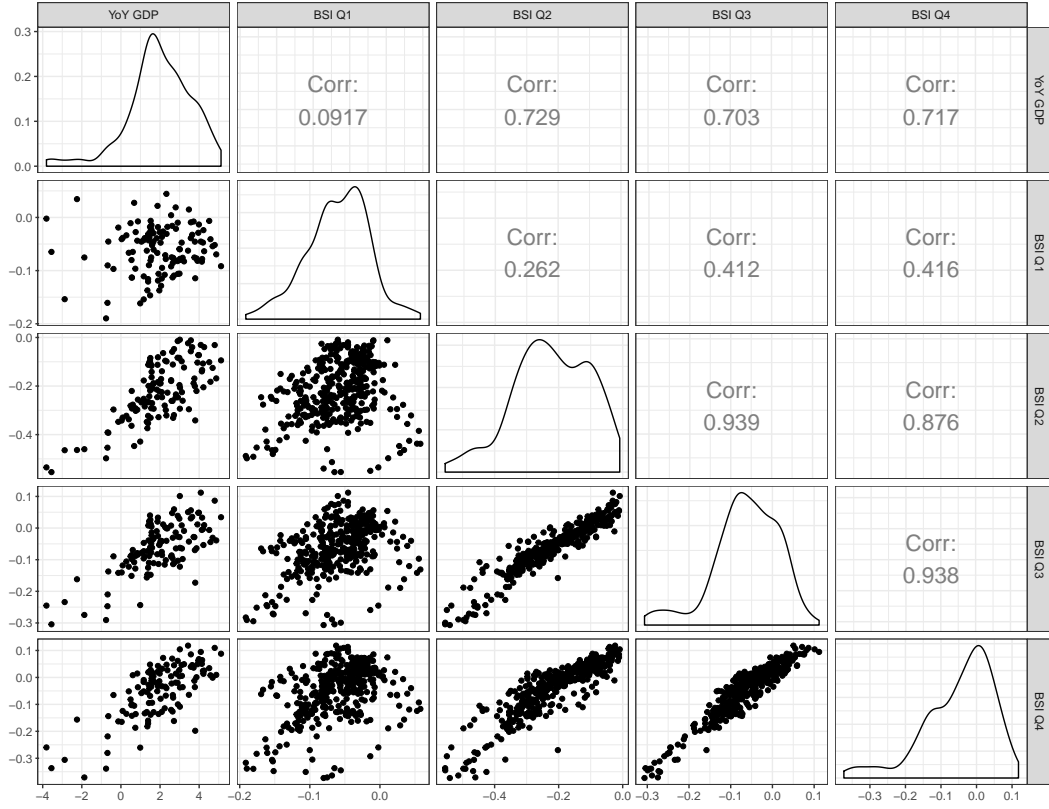 YoY GDP
BSI Q1
BSI Q2
BSI Q3
BSI Q4
0.3
0.2
0.1
0.0
Corr:
0.0917
Corr:
0.729
Corr:
0.703
Corr:
0.717
YoY GDP
0.0
−0.1
−0.2
Corr:
0.262
Corr:
0.412
Corr:
0.416
BSI Q1
0.0
−0.2
−0.4
Corr:
0.939
Corr:
0.876
BSI Q2
0.1
0.0
−0.1
−0.2
−0.3
Corr:
0.938
BSI Q3
0.1
0.0
−0.1
−0.2
−0.3
BSI Q4
−4 −2 0 2 4
−0.2 −0.1 0.0
−0.4 −0.2 0.0
−0.3 −0.2 −0.1 0.0 0.1
−0.3 −0.2 −0.1 0.0 0.1